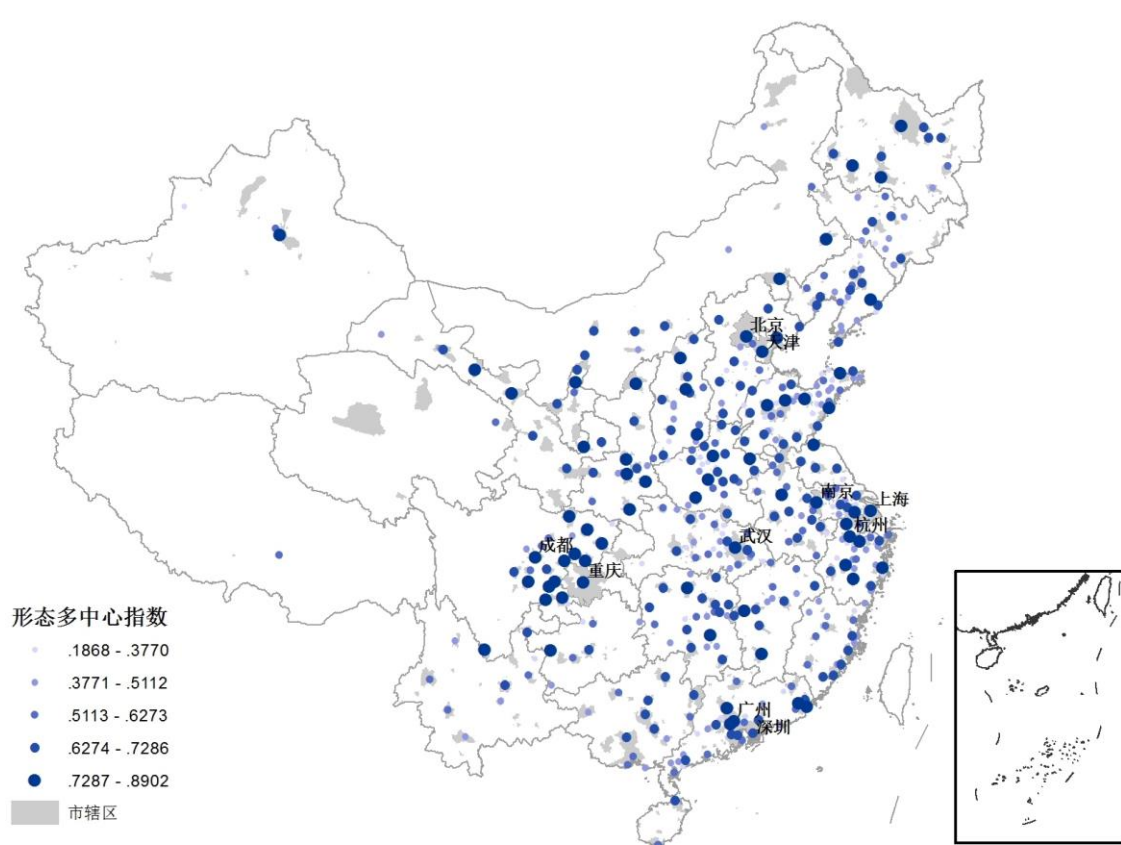 北京
天津
南京
上海
杭州
武汉
成都
重庆
广州
深圳
形态多中心指数
.1868 - .3770
.3771 - .5112
.5113 - .6273
.6274 - .7286
.7287 - .8902
市辖区